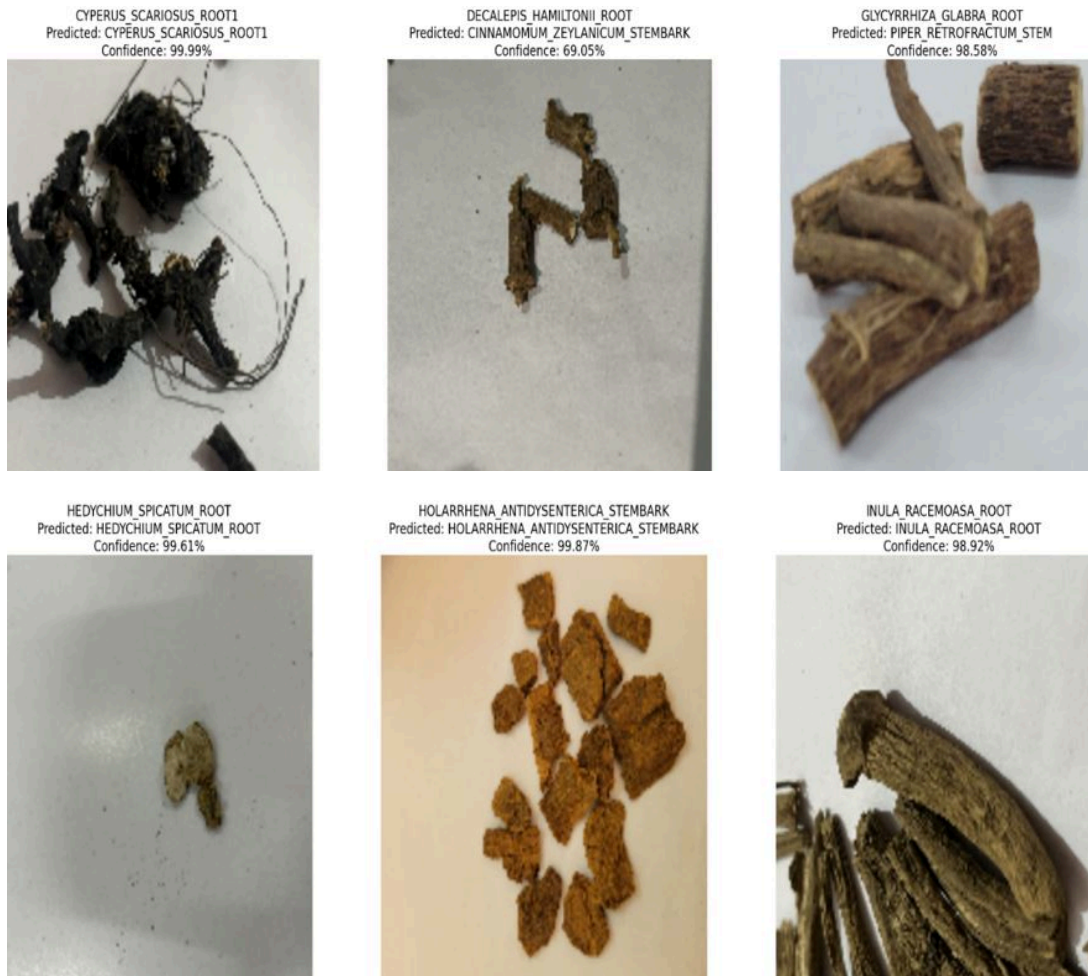 CYPERUS_SCARIOSUS_ROOT1
Predicted: CYPERUS_SCARIOSUS_ROOT1
Confidence: 99.99%
DECALEPIS_HAMILTONII_ROOT
Predicted: CINNAMOMUM_ZEYLANICUM_STEMBARK
Confidence: 69.05%
GLYCYRRHIZA_GLABRA_ROOT
Predicted: PIPER_RETROFRACTUM_STEM
Confidence: 98.58%
HEDYCHIUM_SPICATUM_ROOT
Predicted: HEDYCHIUM_SPICATUM_ROOT
Confidence: 99.61%
HOLARRHENA_ANTIDYSENTERICA_STEMBARK
Predicted: HOLARRHENA_ANTIDYSENTERICA_STEMBARK
Confidence: 99.87%
INULA_RACEMOASA_ROOT
Predicted: INULA_RACEMOASA_ROOT
Confidence: 98.92%